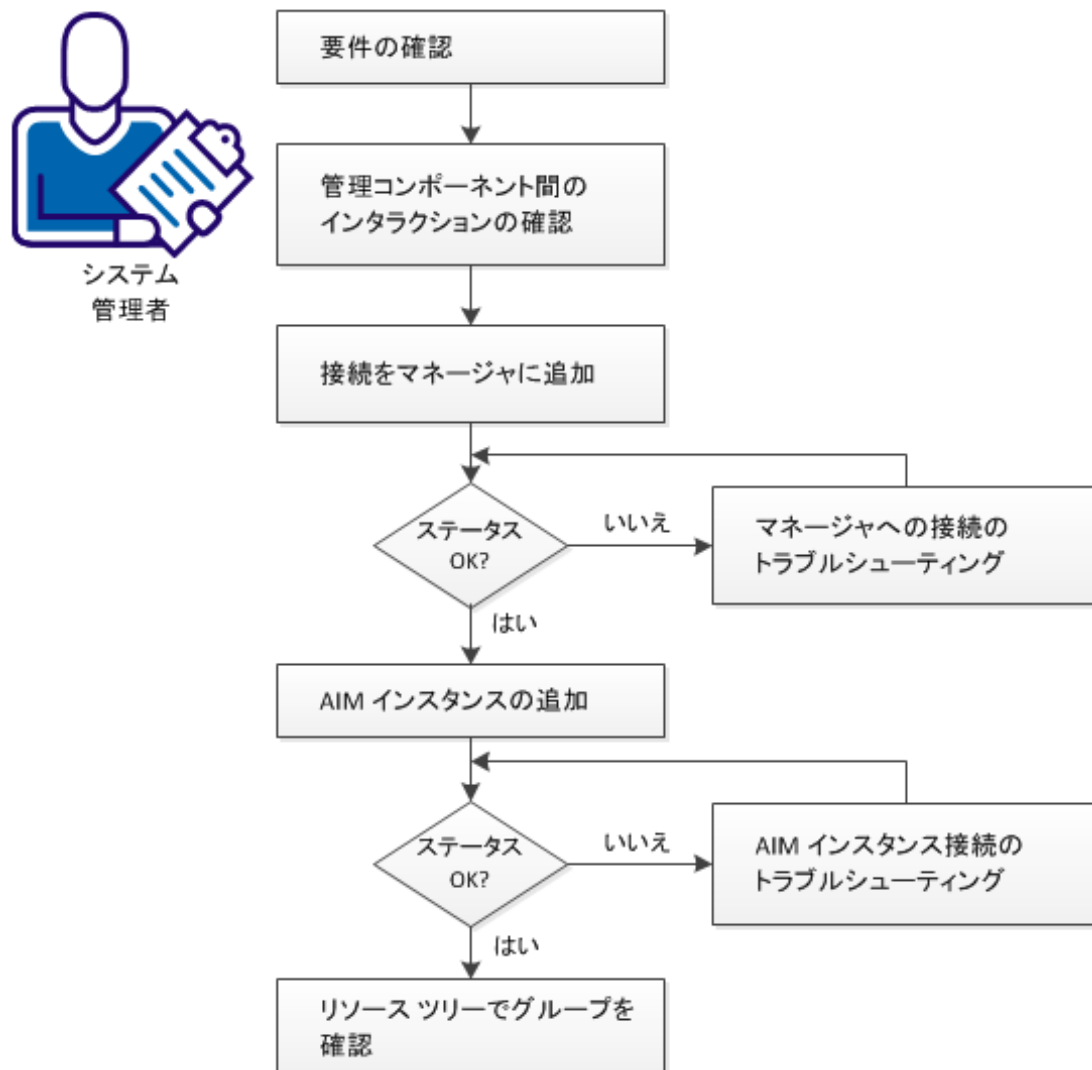 要件の確認
システム
管理者
管理コンポーネント間の
インタラクションの確認
接続をマネージャに追加
ステータス
OK?
いいえ
マネージャへの接続の
トラブルシューティング
はい
AIM インスタンスの追加
ステータス
OK?
いいえ
AIM インスタンス接続の
トラブルシューティング
はい
リソース ツリーでグループを
確認